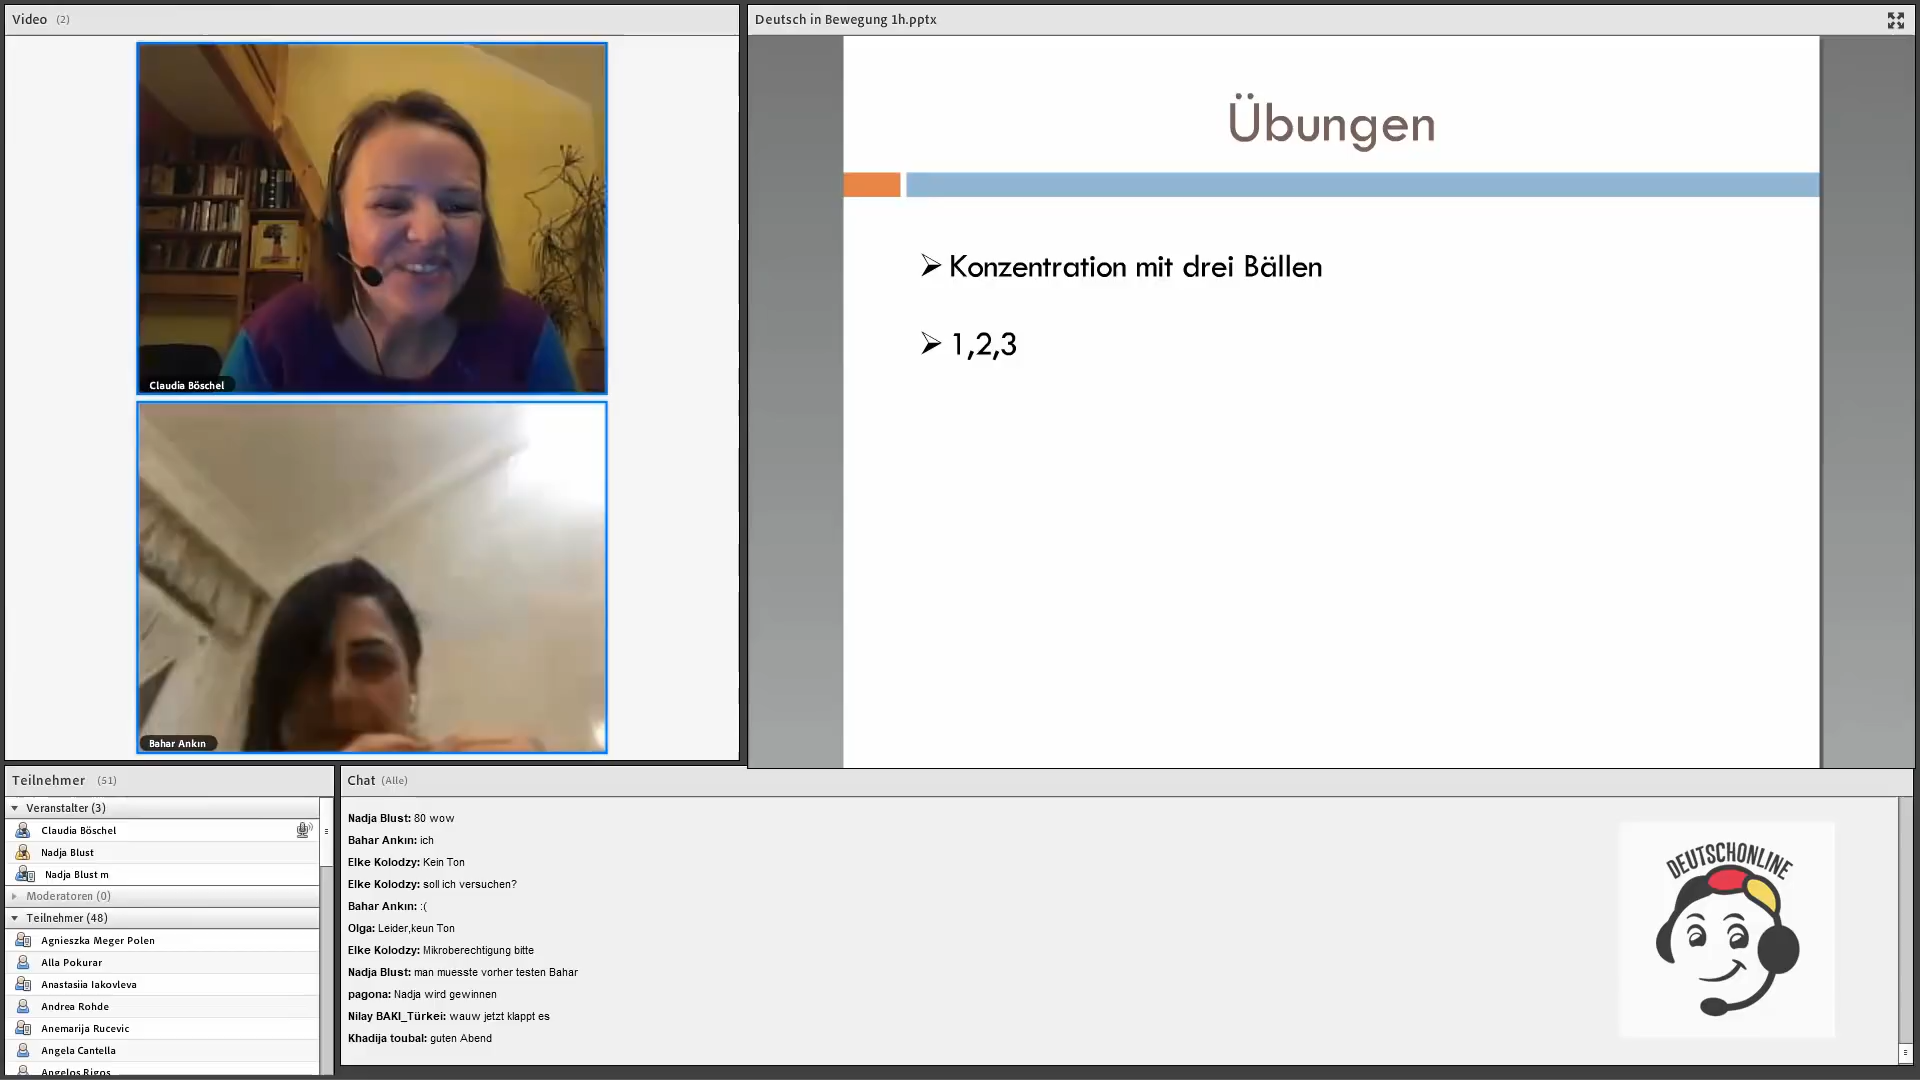 Video (2)
Claudia Böschel
Bahar Ankın
Deutsch in Bewegung 1h.pptx
Übungen
Konzentration mit drei Bällen
1,2,3
Teilnehmer (51)
Veranstalter (3)
Claudia Böschel
Nadja Blust
Nadja Blust m
Moderatoren (0)
Teilnehmer (48)
Agnieszka Meger Polen
Alla Pokurar
Anastasiia Iakovleva
Andrea Rohde
Anemarija Rucevic
Angela Cantella
Angelos Rigos
Chat (Alle)
Nadja Blust: 80 wow
Bahar Ankın: ich
Elke Kolodzy: Kein Ton
Elke Kolodzy: soll ich versuchen?
Bahar Ankın: :(
Olga: Leider,keun Ton
Elke Kolodzy: Mikroberechtigung bitte
Nadja Blust: man muesste vorher testen Bahar
pagona: Nadja wird gewinnen
Nilay BAKI_Türkei: wauw jetzt klappt es
Khadija toubal: guten Abend
DEUTSCHONLINE